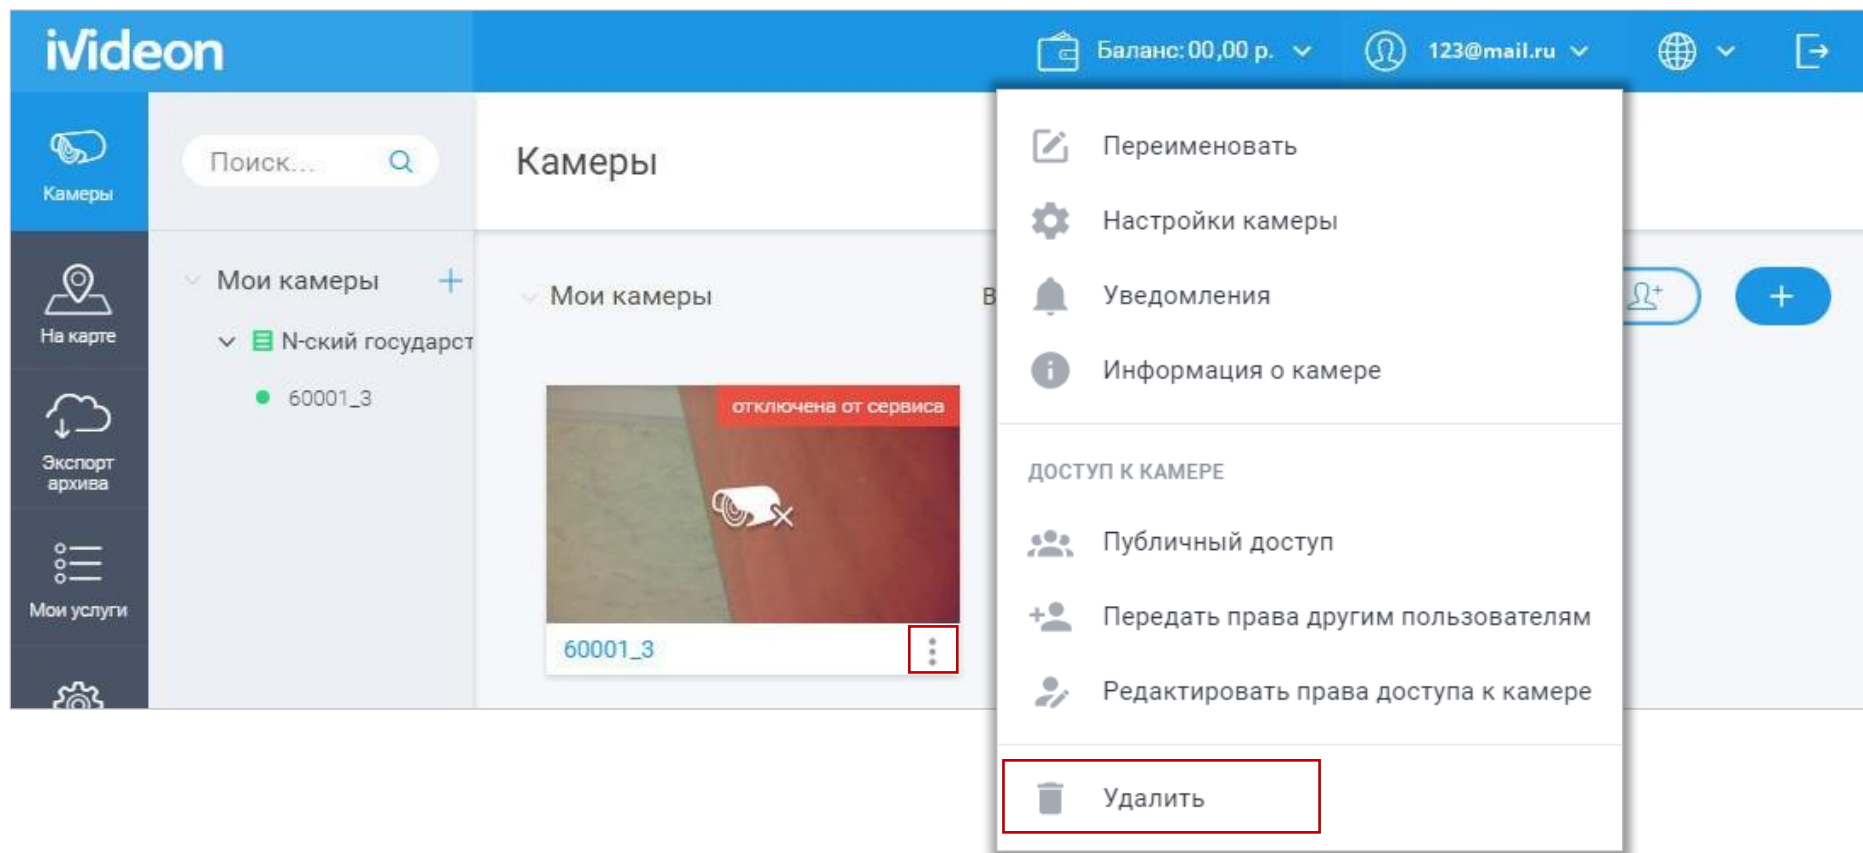 iVideon
Баланс: 00,00 р.
123@mail.ru
Камеры
Поиск...
Камеры
На карте
Экспорт
архива
Мои услуги
Мои камеры
N-ский государст
60001_3
Мои камеры
В
отключена от сервиса
60001_3
Переименовать
Настройки камеры
Уведомления
Информация о камере
ДОСТУП К КАМЕРЕ
Публичный доступ
Передать права другим пользователям
Редактировать права доступа к камере
Удалить